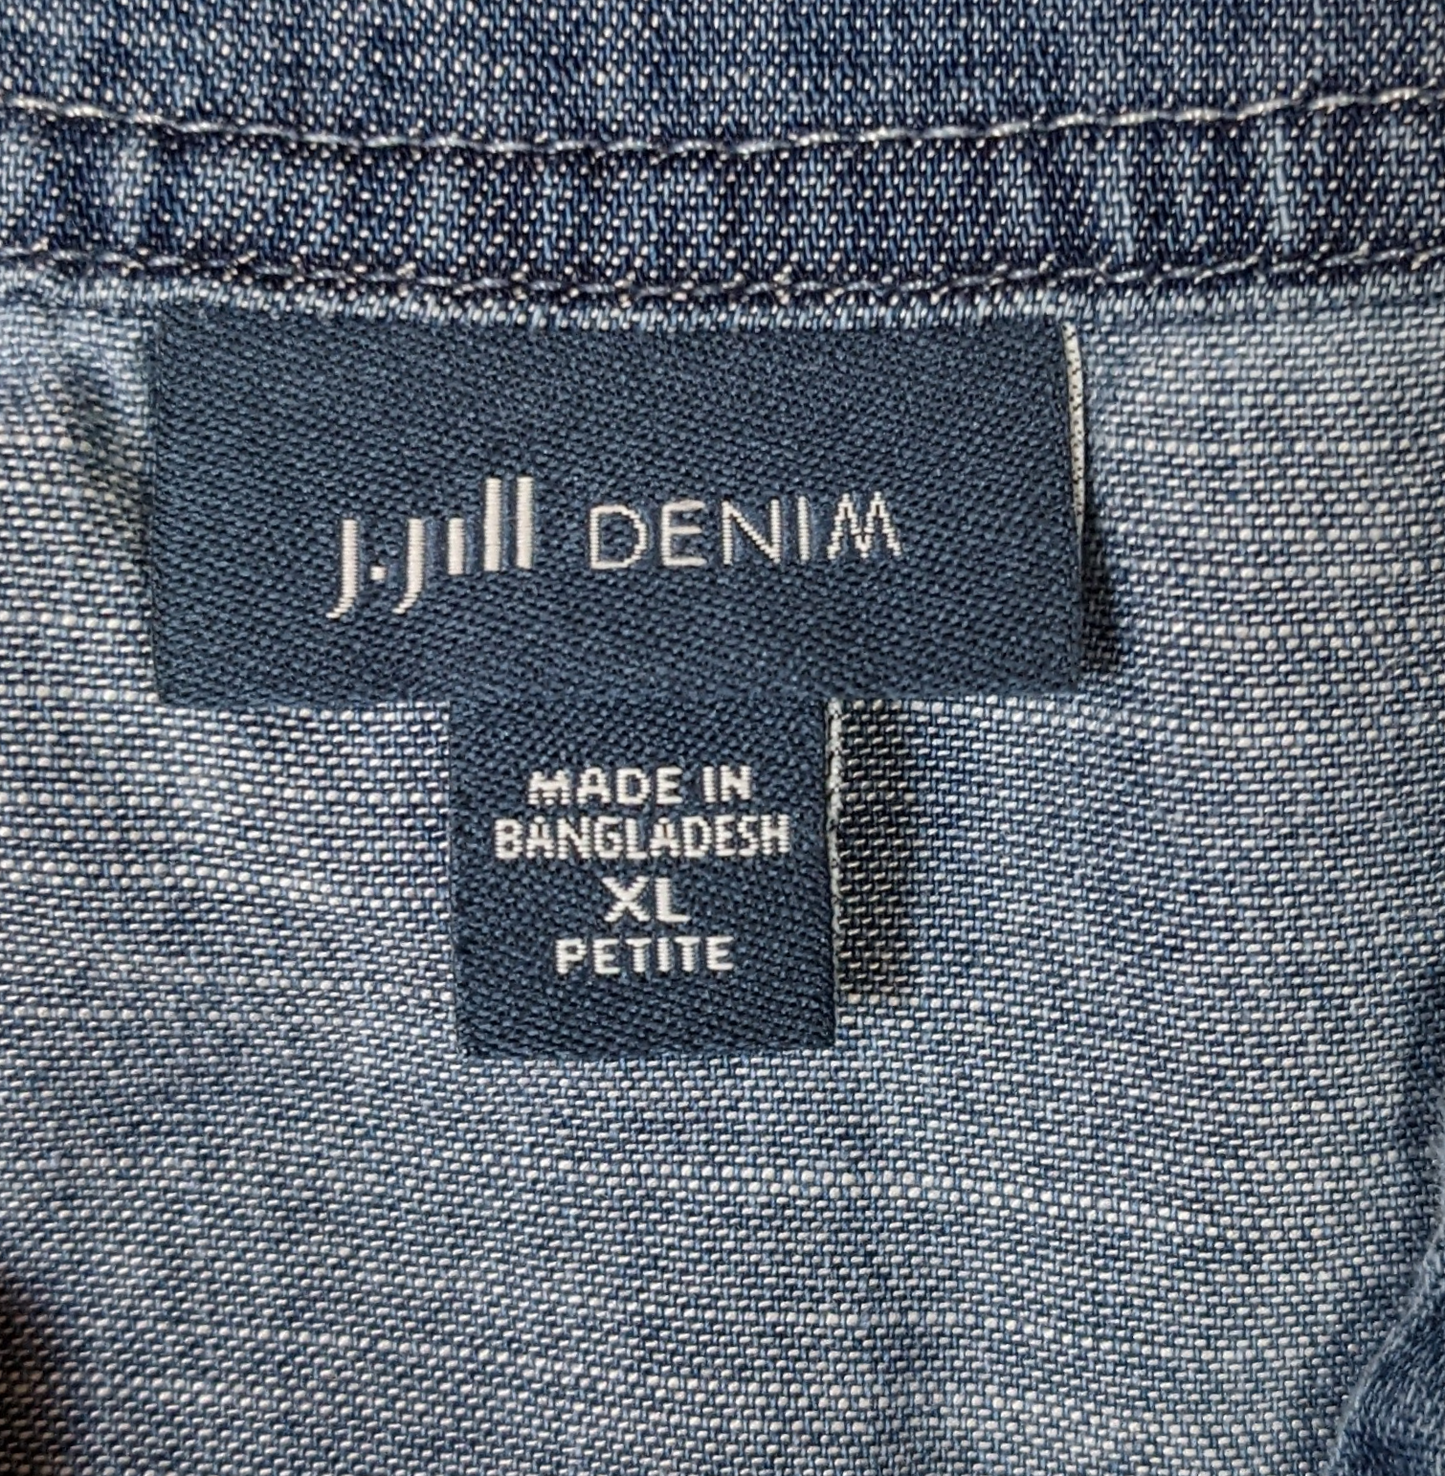 J.Jill DENIM
MADE IN
BANGLADESH
XL
PETITE